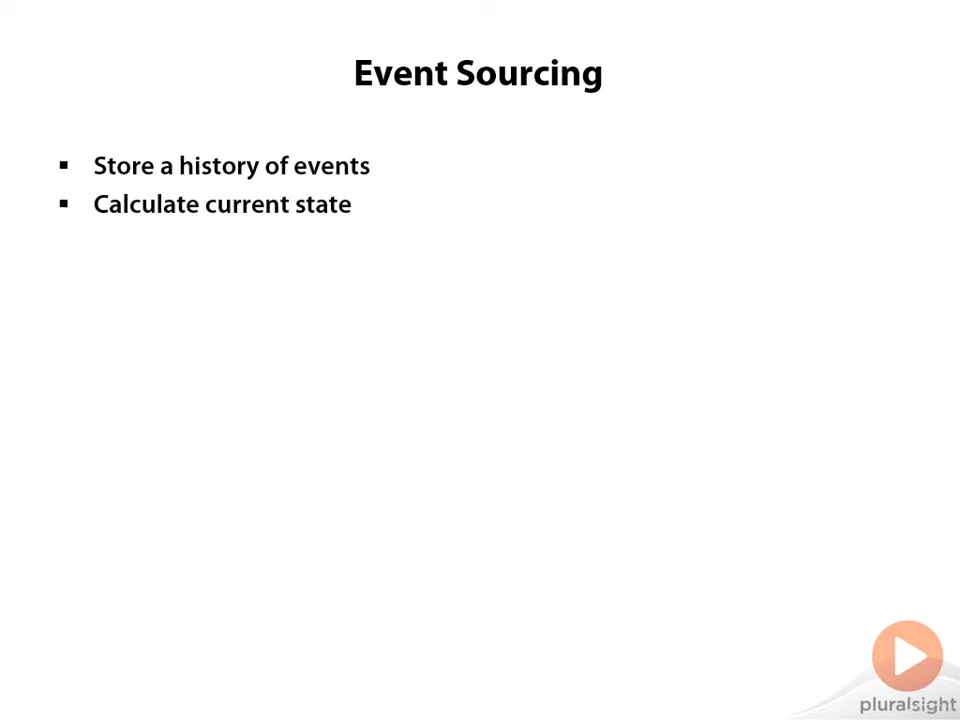 Event Sourcing
▪ Store a history of events
▪ Calculate current state
pluralsight